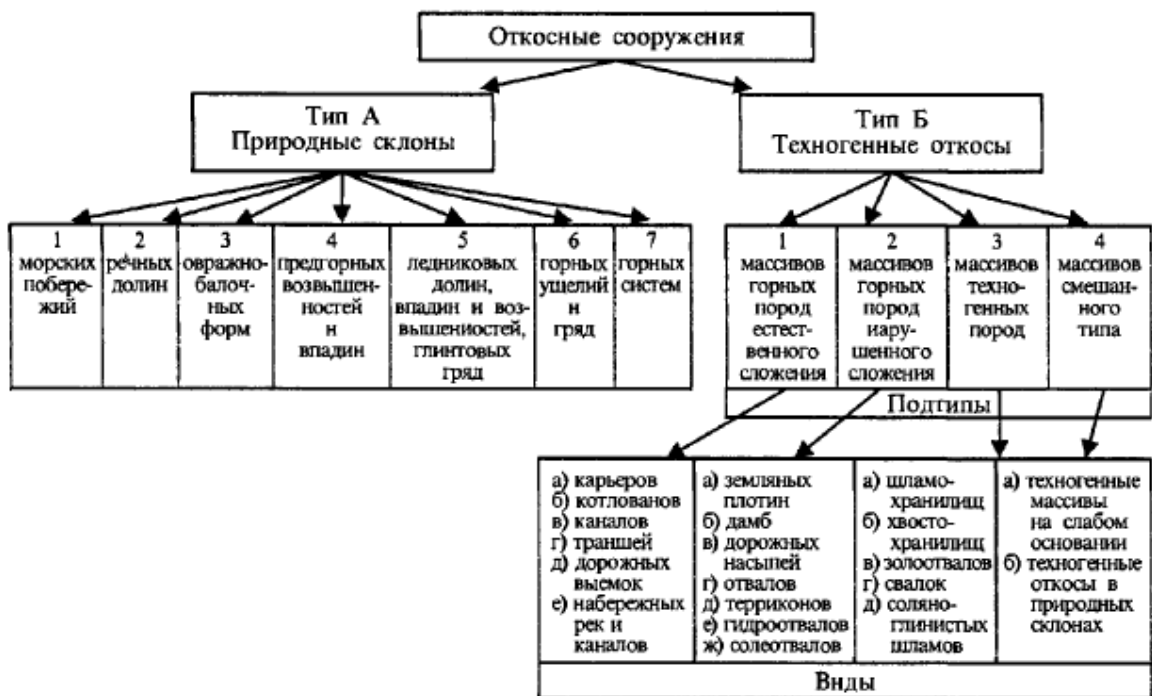 Откосные сооружения
Тип А
Природные склоны
Тип Б
Техногенные откосы
1
морских
побере-
жий
2
речных
долин
3
овражно-
балоч-
ных
форм
4
предгорных
возвышен-
ностей
и
впадин
5
ледниковых
долин,
впадин и воз-
вышенностей,
глинтовых
гряд
6
горных
ущелий
и
гряд
7
горных
систем
1
массивов
горных
пород
естест-
венного
сложения
2
массивов
горных
пород
нару-
шенного
сложения
3
массивов
техно-
генных
пород
4
массивов
смешан-
ного
типа
Подтипы
а) карьеров
б) котлованов
в) каналов
г) траншей
д) дорожных
выемок
е) набережных
рек и
каналов
а) земляных
плотин
б) дамб
в) дорожных
насыпей
г) отвалов
д) терриконов
е) гидроотвалов
ж) солеотвалов
а) шламо-
хранилищ
б) хвосто-
хранилищ
в) золоотвалов
г) свалок
д) соляно-
глинистых
шламов
а) техногенные
массивы
на слабом
основании
б) техногенные
откосы в
природных
склонах
Виды